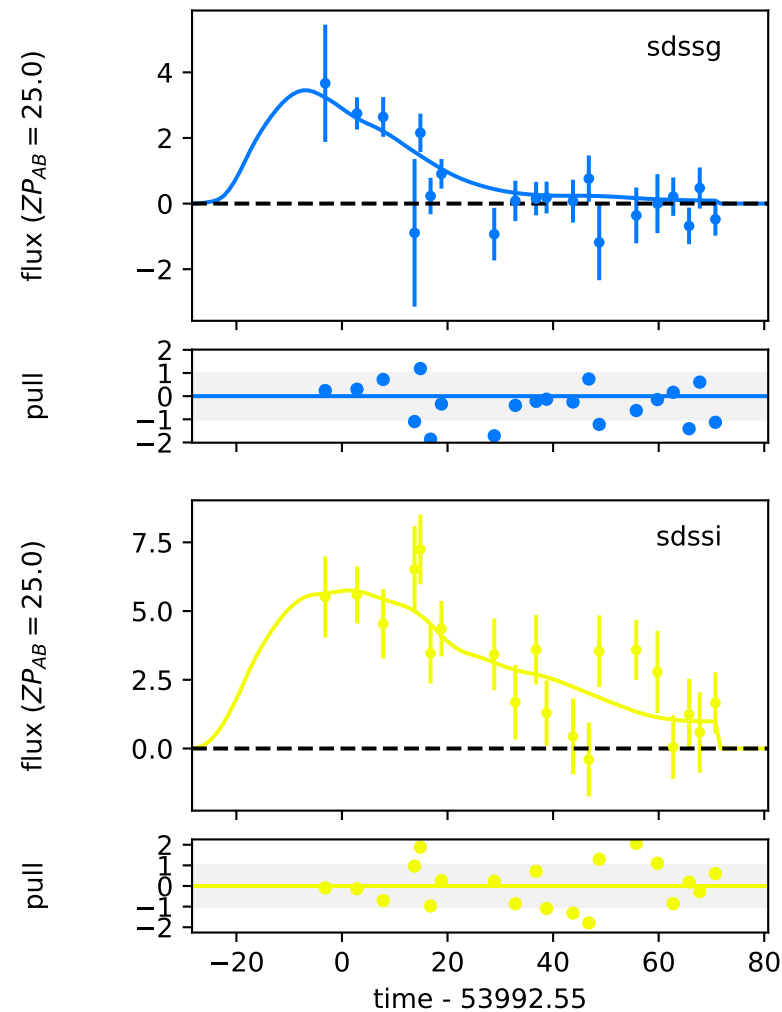 sdssg
flux (ZP_AB = 25.0)
4
2
0
−2
pull
2
1
0
−1
−2
sdssi
flux (ZP_AB = 25.0)
7.5
5.0
2.5
0.0
pull
2
1
0
−1
−2
−20 0 20 40 60 80
time - 53992.55